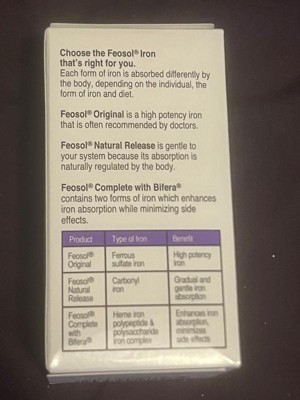 Choose the Feosol® Iron
that's right for you.
Each form of iron is absorbed differently by
the body, depending on the individual, the
form of iron and diet.
Feosol® Original is a high potency iron
that is often recommended by doctors.
Feosol® Natural Release is gentle to
your system because its absorption is
naturally regulated by the body.
Feosol® Complete with Bifera®
contains two forms of iron which enhances
iron absorption while minimizing side
effects.
Product Type of Iron Benefit
Feosol® Ferrous High potency
Original sulfate iron iron
Feosol® Carbonyl Gradual and
Natural iron gentle iron
Release absorption
Feosol® Heme iron Enhances iron
Complete polypeptide & absorption,
with polysaccharide minimizes
Bifera® iron complex side effects